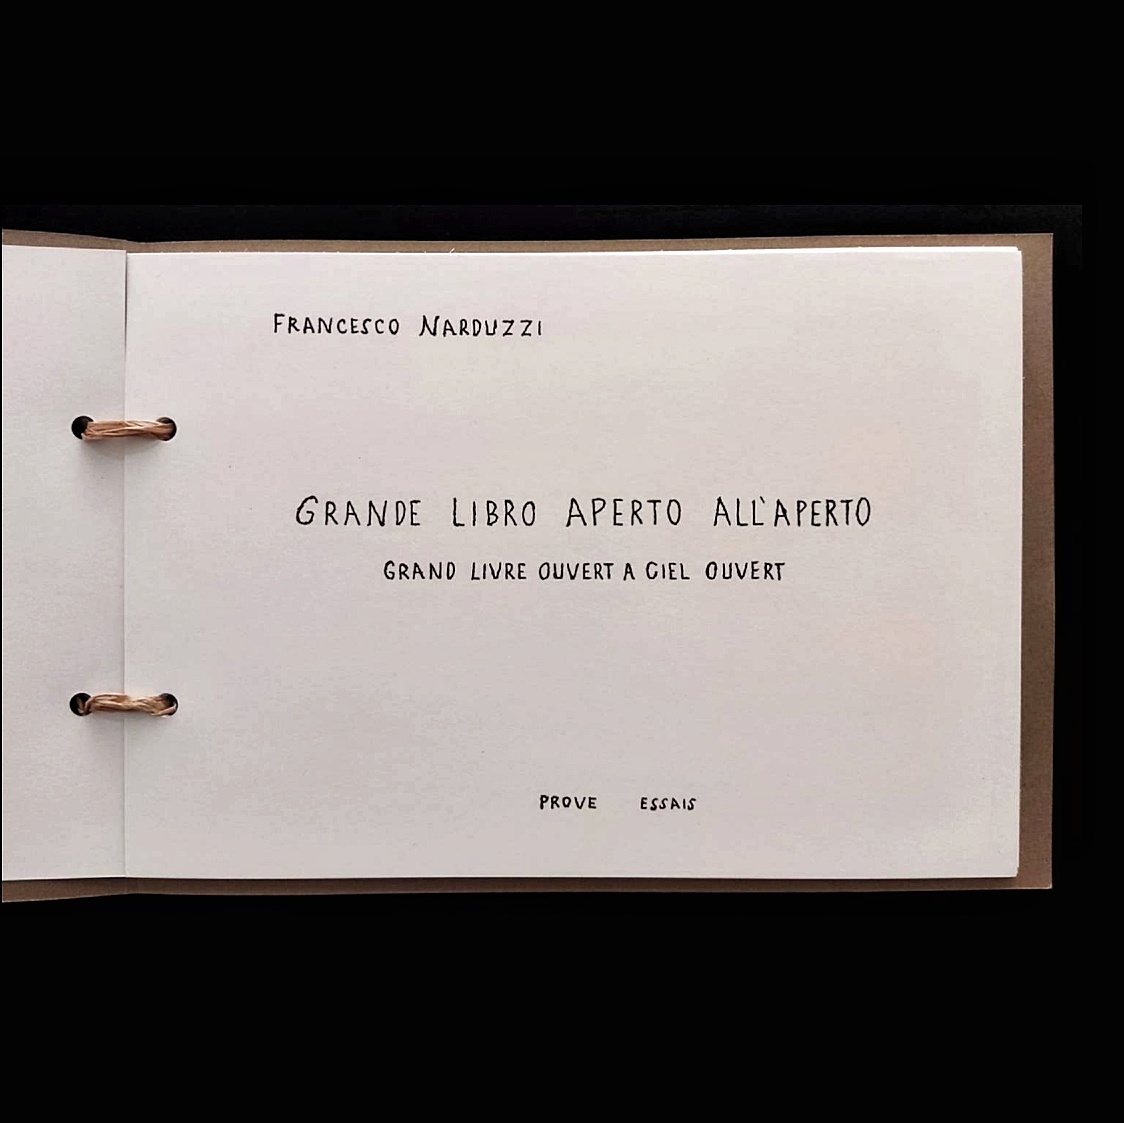 FRANCESCO NARDUZZI
GRANDE LIBRO APERTO ALL'APERTO
GRAND LIVRE OUVERT A CIEL OUVERT
PROVE ESSAIS